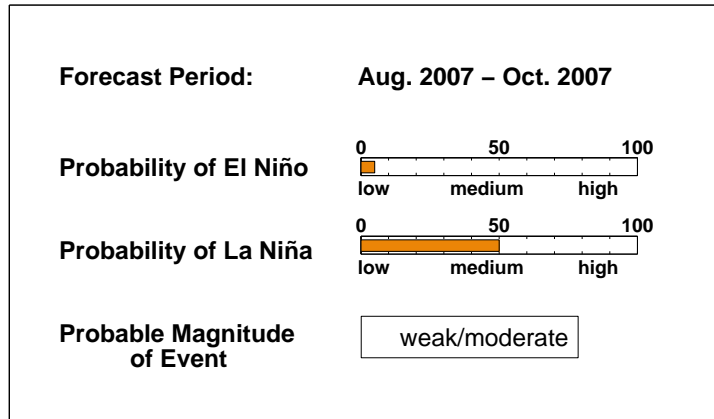 Forecast Period: Aug. 2007 – Oct. 2007
0 50 100
Probability of El Niño
low medium high
0 50 100
Probability of La Niña
low medium high
Probable Magnitude
of Event
weak/moderate